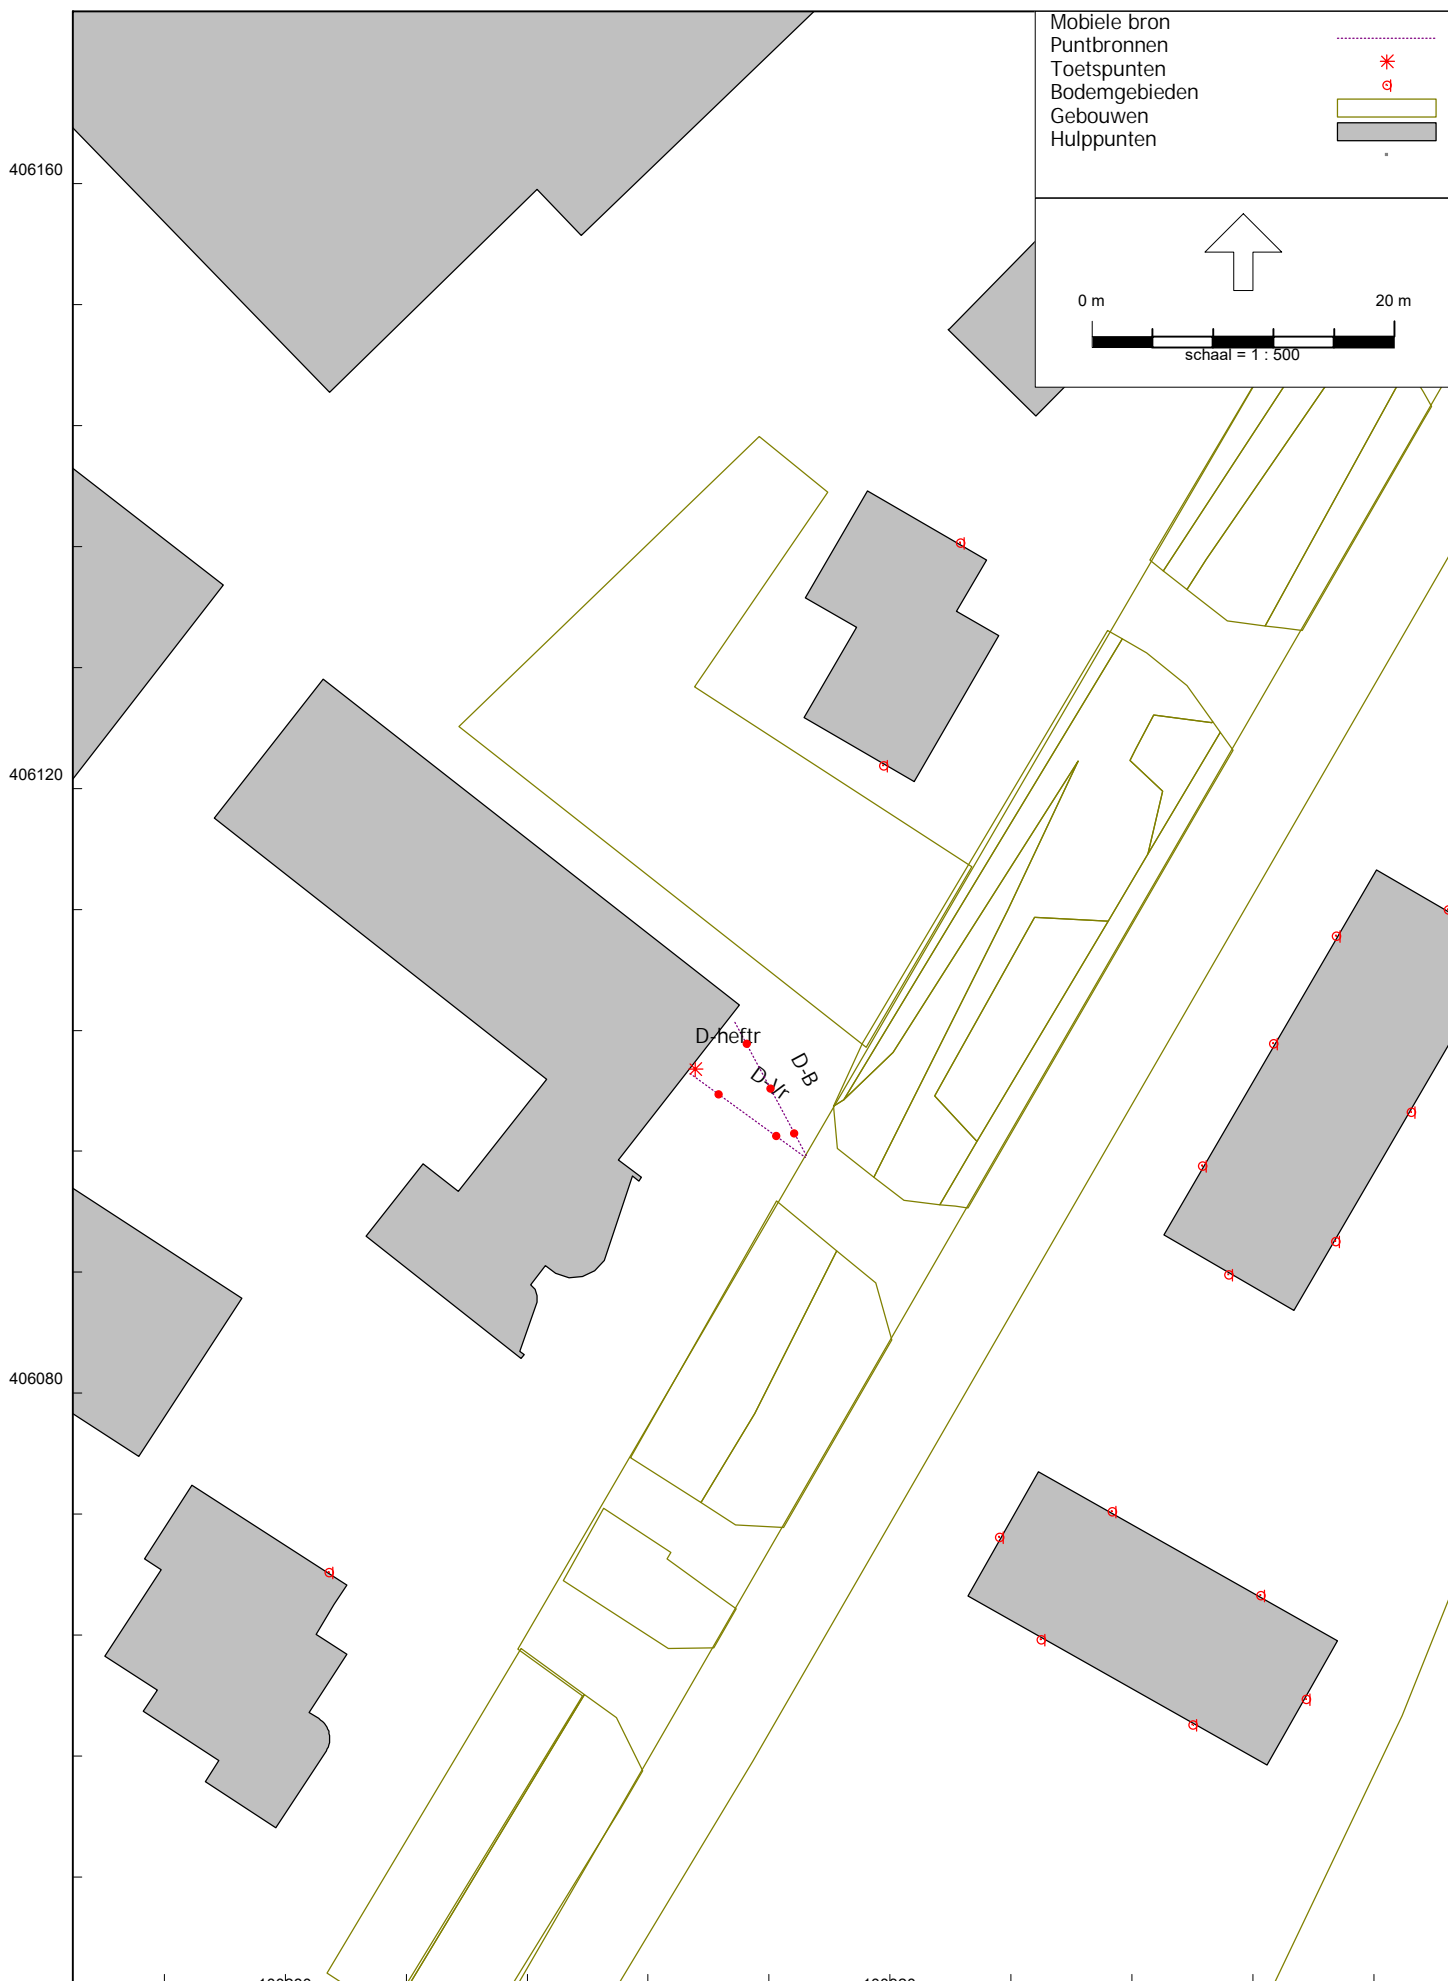 Mobiele bron
Puntbronnen
Toetspunten
Bodemgebieden
Gebouwen
Hulppunten
406160
0 m 20 m
schaal = 1 : 500
406120
D-heftr
D-B
D-Vr
406080